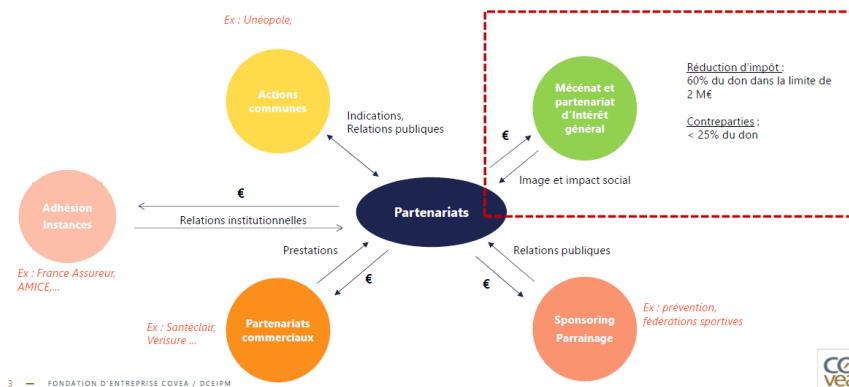 Ex : Unéopole,
Actions
communes
Indications,
Relations publiques
Mécénat et
partenariat
d'Intérêt
général
Réduction d'impôt :
60% du don dans la limite de
2 M€
Contreparties :
< 25% du don
€
Image et impact social
Adhésion
Instances
€
Relations institutionnelles
Partenariats
Ex : France Assureur,
AMICE,...
Prestations
€
Relations publiques
€
Ex : Santéclair,
Vérisure ...
Partenariats
commerciaux
Sponsoring
Parrainage
Ex : prévention,
fédérations sportives
3 — FONDATION D'ENTREPRISE COVEA / DCEIPM